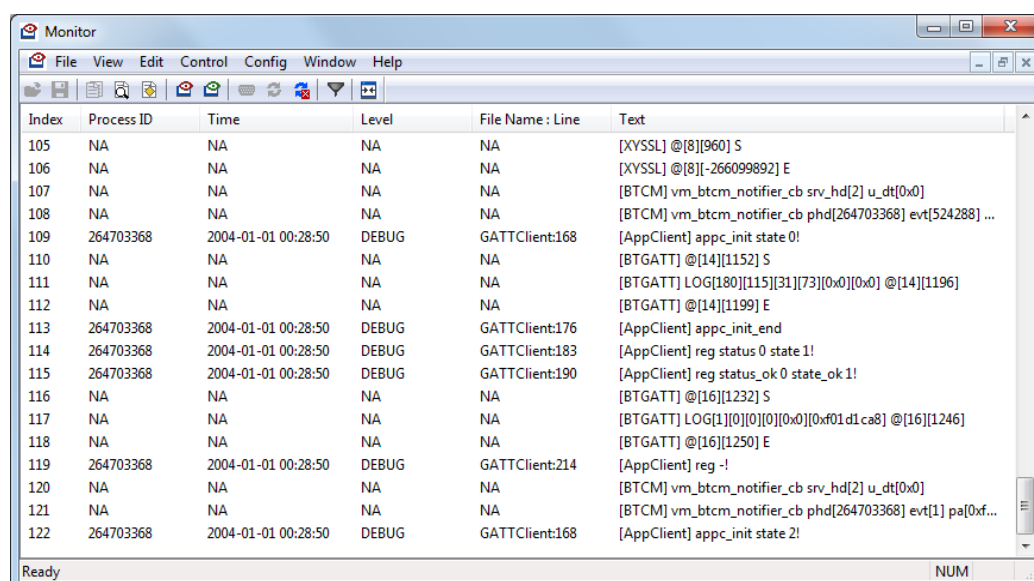 Monitor
File View Edit Control Config Window Help
Index Process ID Time Level File Name : Line Text
105 NA NA NA NA [XYSSL] @[8][960] S
106 NA NA NA NA [XYSSL] @[8][-266099892] E
107 NA NA NA NA [BTCM] vm_btcm_notifier_cb srv_hd[2] u_dt[0x0]
108 NA NA NA NA [BTCM] vm_btcm_notifier_cb phd[264703368] evt[524288] ...
109 264703368 2004-01-01 00:28:50 DEBUG GATTClient:168 [AppClient] appc_init state 0!
110 NA NA NA NA [BTGATT] @[14][1152] S
111 NA NA NA NA [BTGATT] LOG[180][115][31][73][0x0][0x0] @[14][1196]
112 NA NA NA NA [BTGATT] @[14][1199] E
113 264703368 2004-01-01 00:28:50 DEBUG GATTClient:176 [AppClient] appc_init_end
114 264703368 2004-01-01 00:28:50 DEBUG GATTClient:183 [AppClient] reg status 0 state 1!
115 264703368 2004-01-01 00:28:50 DEBUG GATTClient:190 [AppClient] reg status_ok 0 state_ok 1!
116 NA NA NA NA [BTGATT] @[16][1232] S
117 NA NA NA NA [BTGATT] LOG[1][0][0][0][0x0][0xf01d1ca8] @[16][1246]
118 NA NA NA NA [BTGATT] @[16][1250] E
119 264703368 2004-01-01 00:28:50 DEBUG GATTClient:214 [AppClient] reg -!
120 NA NA NA NA [BTCM] vm_btcm_notifier_cb srv_hd[2] u_dt[0x0]
121 NA NA NA NA [BTCM] vm_btcm_notifier_cb phd[264703368] evt[1] pa[0xf...
122 264703368 2004-01-01 00:28:50 DEBUG GATTClient:168 [AppClient] appc_init state 2!
Ready NUM